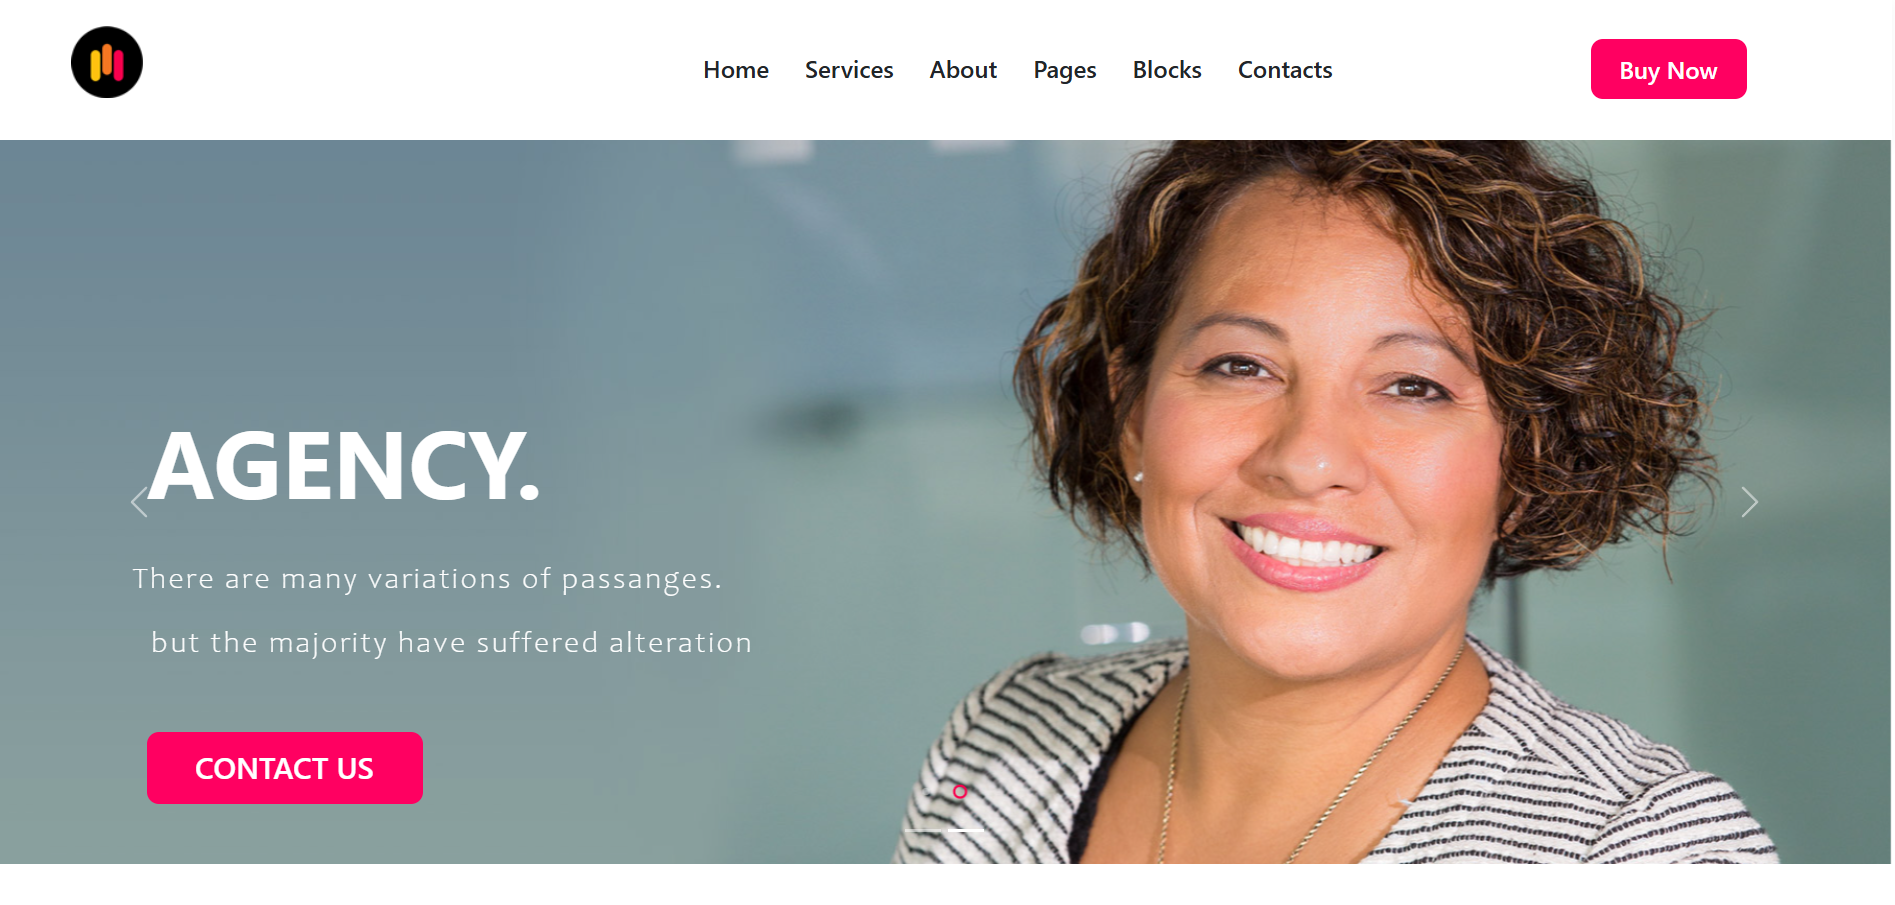 Home Services About Pages Blocks Contacts Buy Now
AGENCY.
There are many variations of passanges.
but the majority have suffered alteration
CONTACT US